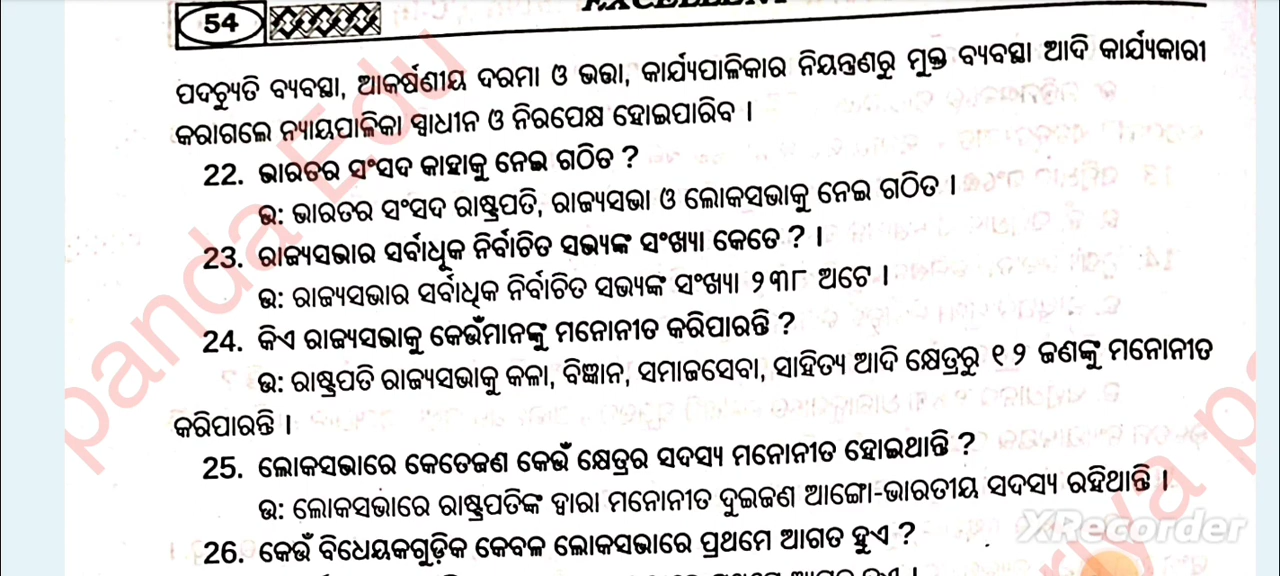 54
EXCELLENT
ପଦଚ୍ୟୁତି ବ୍ୟବସ୍ଥା, ଆକର୍ଷଣୀୟ ଦରମା ଓ ଭତ୍ତା, କାର୍ଯ୍ୟପାଳିକାର ନିୟନ୍ତ୍ରଣରୁ ମୁକ୍ତ ବ୍ୟବସ୍ଥା ଆଦି କାର୍ଯ୍ୟକାରୀ
କରାଗଲେ ନ୍ୟାୟପାଳିକା ସ୍ୱାଧୀନ ଓ ନିରପେକ୍ଷ ହୋଇପାରିବ ।
22. ଭାରତର ସଂସଦ କାହାକୁ ନେଇ ଗଠିତ ?
ଉ: ଭାରତର ସଂସଦ ରାଷ୍ଟ୍ରପତି, ରାଜ୍ୟସଭା ଓ ଲୋକସଭାକୁ ନେଇ ଗଠିତ ।
23. ରାଜ୍ୟସଭାର ସର୍ବାଧିକ ନିର୍ବାଚିତ ସଭ୍ୟଙ୍କ ସଂଖ୍ୟା କେତେ ? ।
ଉ: ରାଜ୍ୟସଭାର ସର୍ବାଧିକ ନିର୍ବାଚିତ ସଭ୍ୟଙ୍କ ସଂଖ୍ୟା ୨୩୮ ଅଟେ ।
24. କିଏ ରାଜ୍ୟସଭାକୁ କେଉଁମାନଙ୍କୁ ମନୋନୀତ କରିପାରନ୍ତି ?
ଉ: ରାଷ୍ଟ୍ରପତି ରାଜ୍ୟସଭାକୁ କଳା, ବିଜ୍ଞାନ, ସମାଜସେବା, ସାହିତ୍ୟ ଆଦି କ୍ଷେତ୍ରରୁ ୧୨ ଜଣଙ୍କୁ ମନୋନୀତ
କରିପାରନ୍ତି ।
25. ଲୋକସଭାରେ କେତେଜଣ କେଉଁ କ୍ଷେତ୍ରର ସଦସ୍ୟ ମନୋନୀତ ହୋଇଥାନ୍ତି ?
ଉ: ଲୋକସଭାରେ ରାଷ୍ଟ୍ରପତିଙ୍କ ଦ୍ୱାରା ମନୋନୀତ ଦୁଇଜଣ ଆଙ୍ଗୋ-ଭାରତୀୟ ସଦସ୍ୟ ରହିଥାନ୍ତି ।
26. କେଉଁ ବିଧେୟକଗୁଡ଼ିକ କେବଳ ଲୋକସଭାରେ ପ୍ରଥମେ ଆଗତ ହୁଏ ?
panda Edu
XRecorder